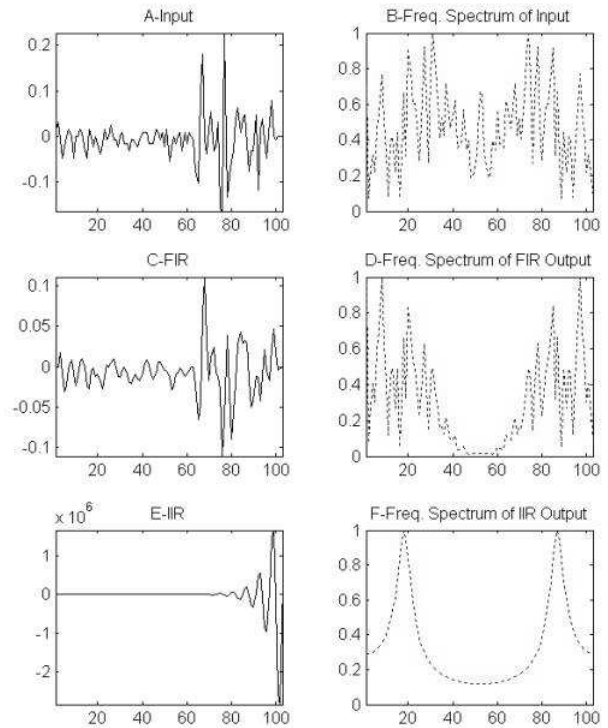 A-Input
B-Freq. Spectrum of Input
0.2
0.1
0
-0.1
20 40 60 80 100
1
0.8
0.6
0.4
0.2
0
20 40 60 80 100
C-FIR
D-Freq. Spectrum of FIR Output
0.1
0.05
0
-0.05
-0.1
20 40 60 80 100
1
0.8
0.6
0.4
0.2
0
20 40 60 80 100
x 10^6
E-IIR
F-Freq. Spectrum of IIR Output
1
0
-1
-2
20 40 60 80 100
1
0.8
0.6
0.4
0.2
0
20 40 60 80 100